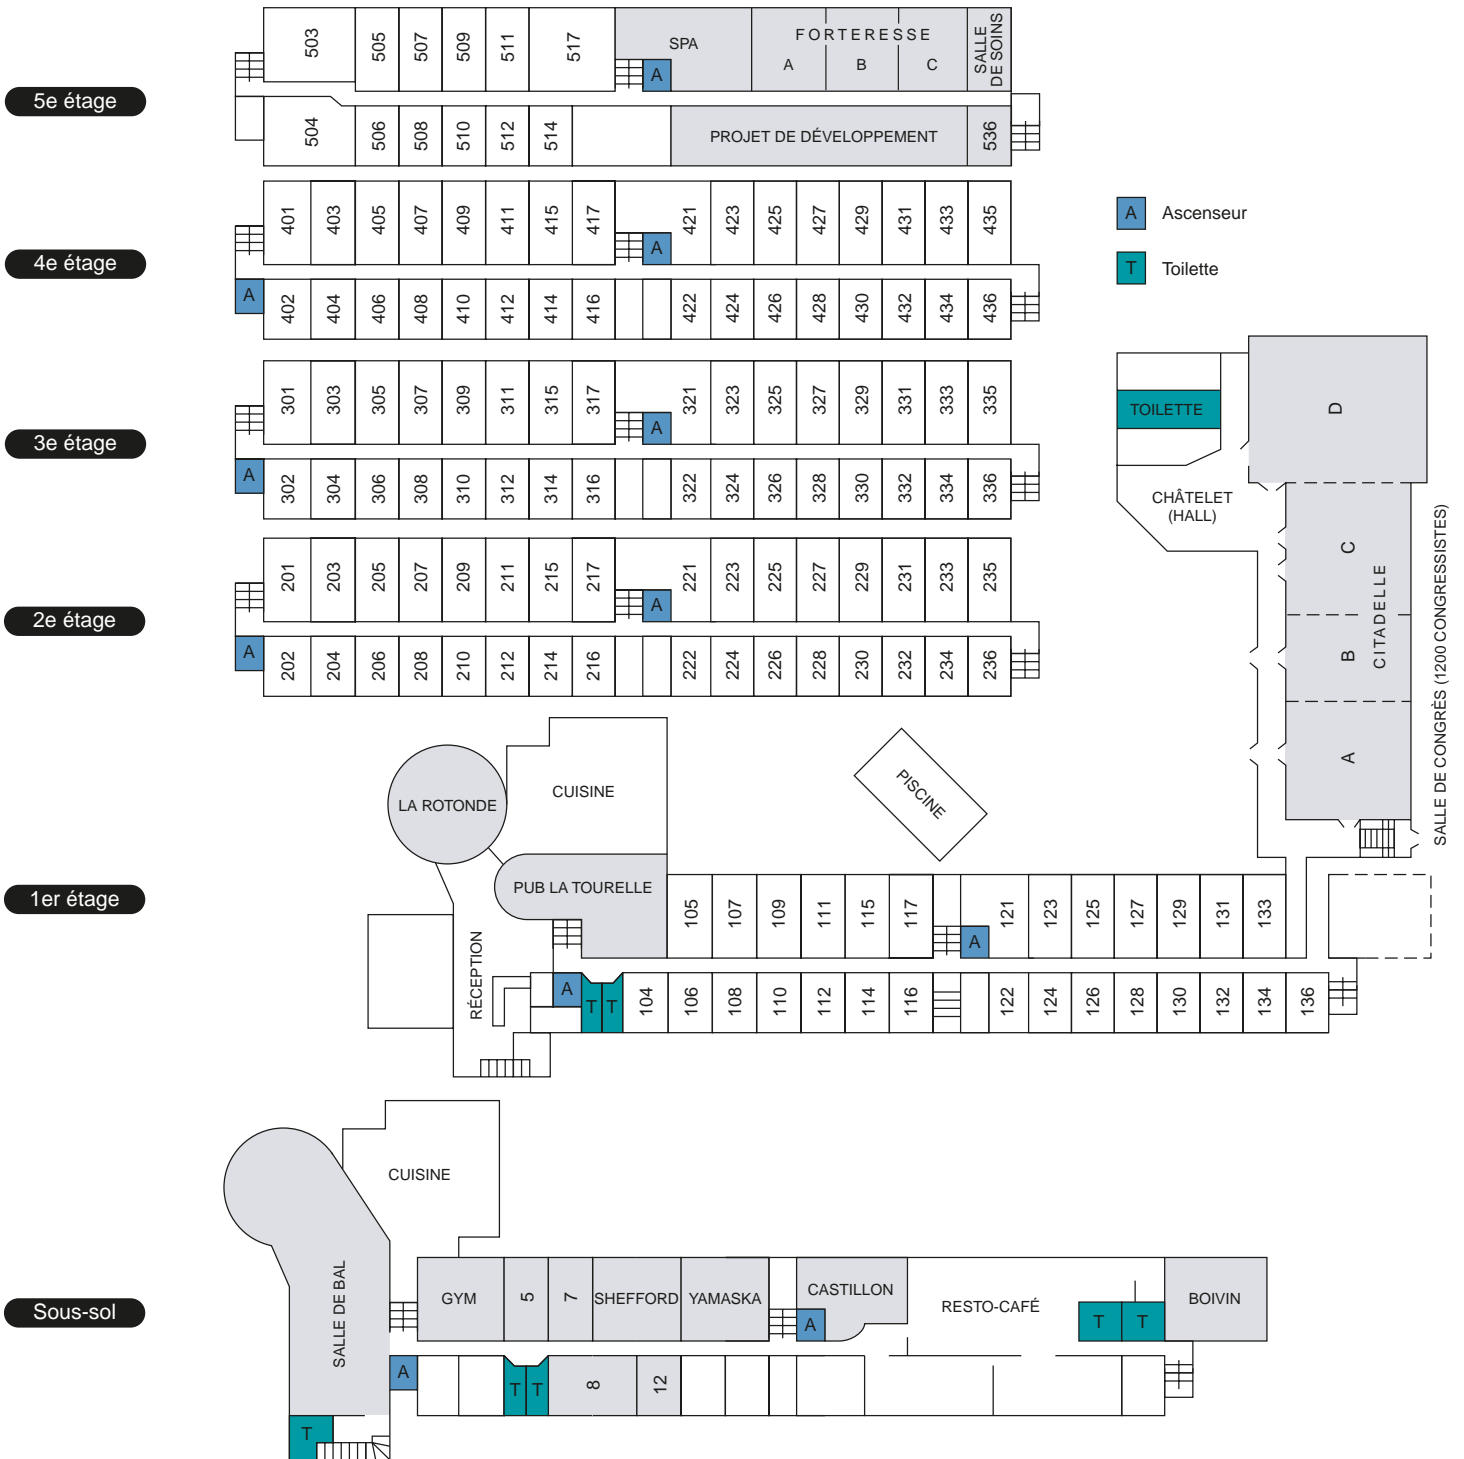 5e étage
503 505 507 509 511 517 SPA FORTERESSE SALLE DE SOINS
A B C
A
504 506 508 510 512 514 PROJET DE DÉVELOPPEMENT 536
4e étage
401 403 405 407 409 411 415 417 A 421 423 425 427 429 431 433 435
A 402 404 406 408 410 412 414 416 422 424 426 428 430 432 434 436
A Ascenseur
T Toilette
3e étage
301 303 305 307 309 311 315 317 A 321 323 325 327 329 331 333 335
A 302 304 306 308 310 312 314 316 322 324 326 328 330 332 334 336
2e étage
201 203 205 207 209 211 215 217 A 221 223 225 227 229 231 233 235
A 202 204 206 208 210 212 214 216 222 224 226 228 230 232 234 236
TOILETTE
CHÂTELET
(HALL)
D
C
B
A
CITADELLE
SALLE DE CONGRÈS (1200 CONGRESSISTES)
1er étage
LA ROTONDE
CUISINE
PISCINE
PUB LA TOURELLE
RÉCEPTION
105 107 109 111 115 117 A 121 123 125 127 129 131 133
A T T 104 106 108 110 112 114 116 122 124 126 128 130 132 134 136
Sous-sol
CUISINE
SALLE DE BAL
GYM 5 7 SHEFFORD YAMASKA A CASTILLON RESTO-CAFÉ T T BOIVIN
A T T 8 12
T